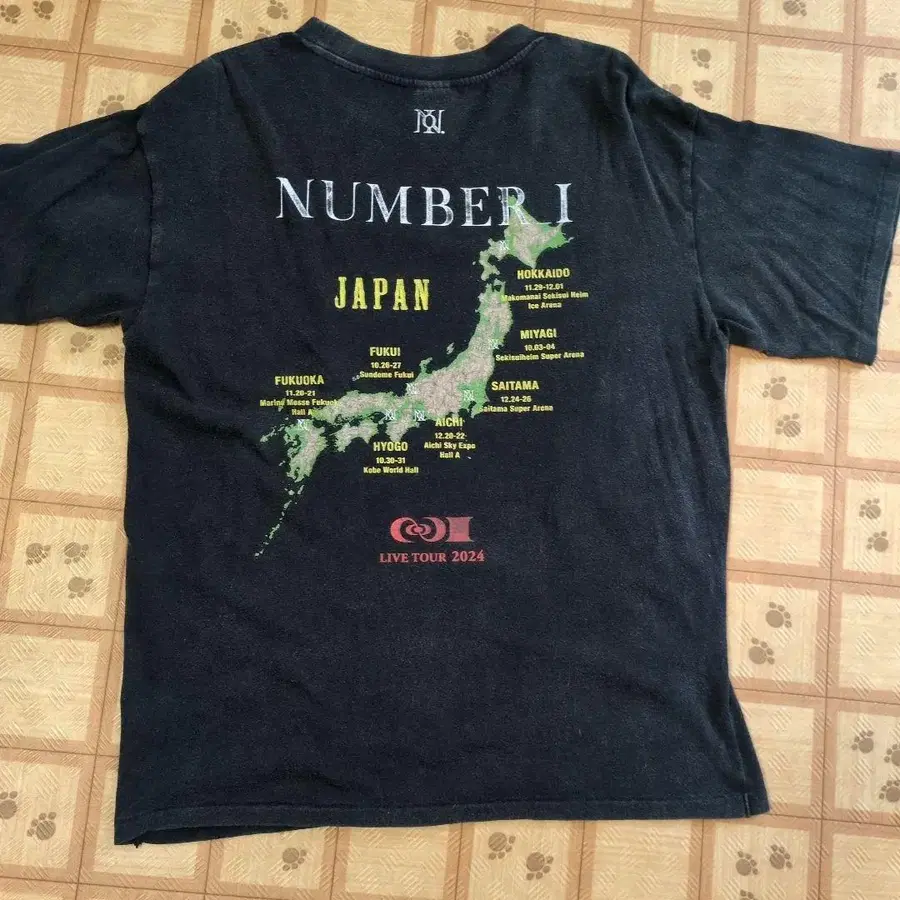 NUMBER I
JAPAN
HOKKAIDO
11.29-12.01
Makomanai Sekisui Heim
Ice Arena
MIYAGI
10.03-04
Sekisuiheim Super Arena
FUKUI
10.26-27
Sundome Fukui
FUKUOKA
11.20-21
Marine Messe Fukuok
Hall A
SAITAMA
12.24-26
Saitama Super Arena
AICHI
12.20-22
Aichi Sky Expo
Hall A
HYOGO
10.30-31
Kobe World Hall
LIVE TOUR 2024